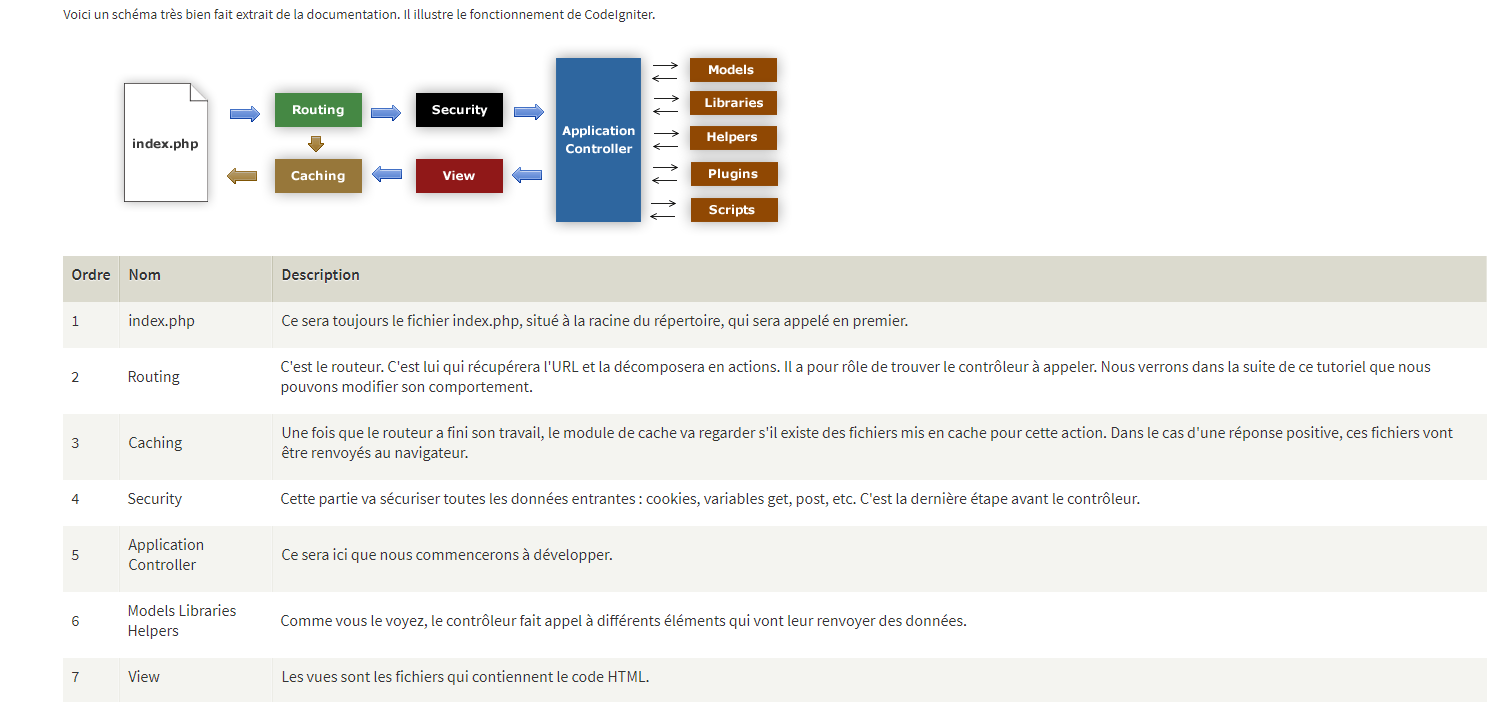 Voici un schéma très bien fait extrait de la documentation. Il illustre le fonctionnement de CodeIgniter.
index.php
Routing
Security
Caching
View
Application
Controller
Models
Libraries
Helpers
Plugins
Scripts
Ordre Nom Description
1 index.php Ce sera toujours le fichier index.php, situé à la racine du répertoire, qui sera appelé en premier.
2 Routing C'est le routeur. C'est lui qui récupérera l'URL et la décomposera en actions. Il a pour rôle de trouver le contrôleur à appeler. Nous verrons dans la suite de ce tutoriel que nous
pouvons modifier son comportement.
3 Caching Une fois que le routeur a fini son travail, le module de cache va regarder s'il existe des fichiers mis en cache pour cette action. Dans le cas d'une réponse positive, ces fichiers vont
être renvoyés au navigateur.
4 Security Cette partie va sécuriser toutes les données entrantes : cookies, variables get, post, etc. C'est la dernière étape avant le contrôleur.
5 Application
Controller
Ce sera ici que nous commencerons à développer.
6 Models Libraries
Helpers
Comme vous le voyez, le contrôleur fait appel à différents éléments qui vont leur renvoyer des données.
7 View Les vues sont les fichiers qui contiennent le code HTML.